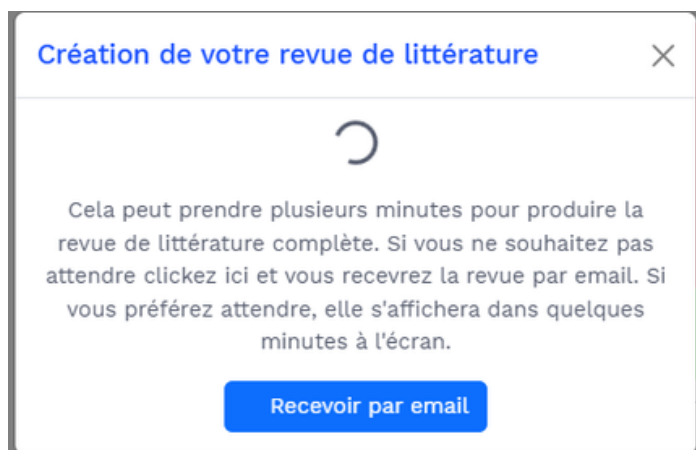 Création de votre revue de littérature
Cela peut prendre plusieurs minutes pour produire la
revue de littérature complète. Si vous ne souhaitez pas
attendre clickez ici et vous recevrez la revue par email. Si
vous préférez attendre, elle s'affichera dans quelques
minutes à l'écran.
Recevoir par email